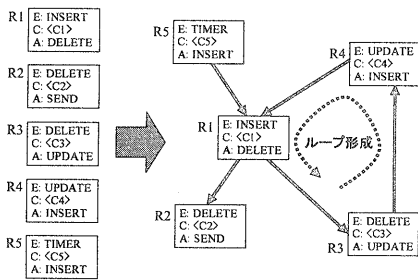 R1
E: INSERT
C: <C1>
A: DELETE
R2
E: DELETE
C: <C2>
A: SEND
R3
E: DELETE
C: <C3>
A: UPDATE
R4
E: UPDATE
C: <C4>
A: INSERT
R5
E: TIMER
C: <C5>
A: INSERT
R5
E: TIMER
C: <C5>
A: INSERT
R4
E: UPDATE
C: <C4>
A: INSERT
R1
E: INSERT
C: <C1>
A: DELETE
ループ形成
R2
E: DELETE
C: <C2>
A: SEND
E: DELETE
C: <C3>
A: UPDATE
R3